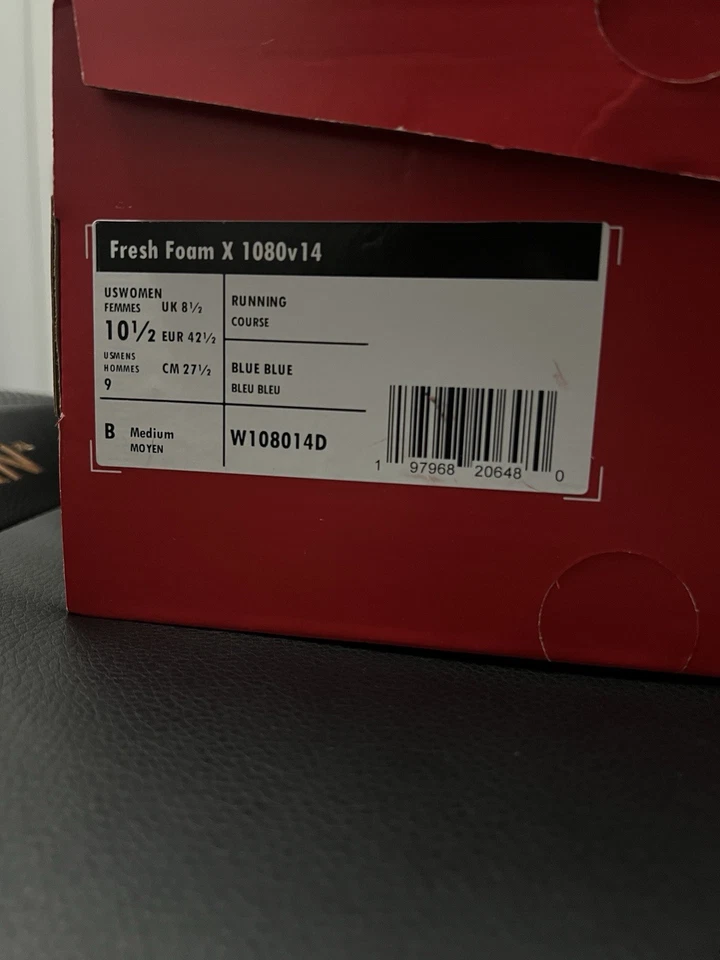 Fresh Foam X 1080v14
USWOMEN
FEMMES UK 8½
10½ EUR 42½
USMENS
HOMMES CM 27½
9
B Medium
MOYEN
RUNNING
COURSE
BLUE BLUE
BLEU BLEU
W108014D
1 97968 20648 0